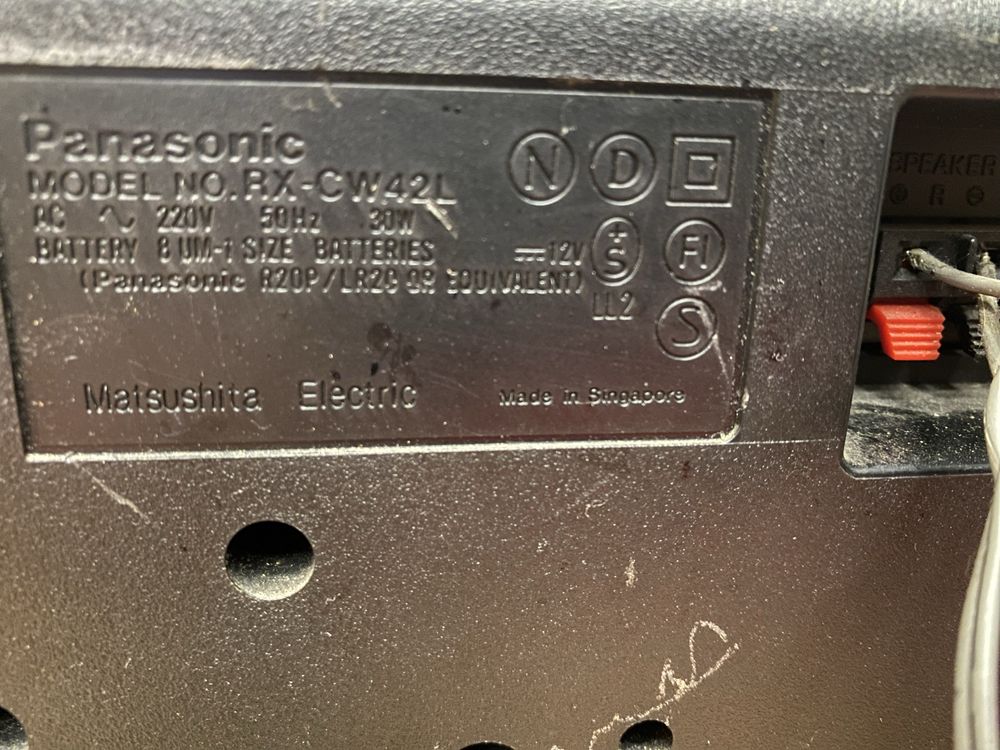 Panasonic
MODEL NO. RX-CW42L
AC ∿ 220V 50Hz 30W
BATTERY 8 UM-1 SIZE BATTERIES ⎓12V
(Panasonic R20P/LR20 OR EQUIVALENT)
N D
+S FI
LL2 S
Matsushita Electric Made in Singapore
SPEAKER
⊕ R ⊖